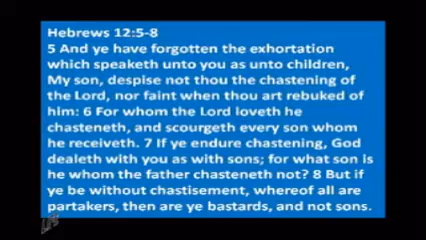 Hebrews 12:5-8
5 And ye have forgotten the exhortation
which speaketh unto you as unto children,
My son, despise not thou the chastening of
the Lord, nor faint when thou art rebuked of
him: 6 For whom the Lord loveth he
chasteneth, and scourgeth every son whom
he receiveth. 7 If ye endure chastening, God
dealeth with you as with sons; for what son is
he whom the father chasteneth not? 8 But if
ye be without chastisement, whereof all are
partakers, then are ye bastards, and not sons.